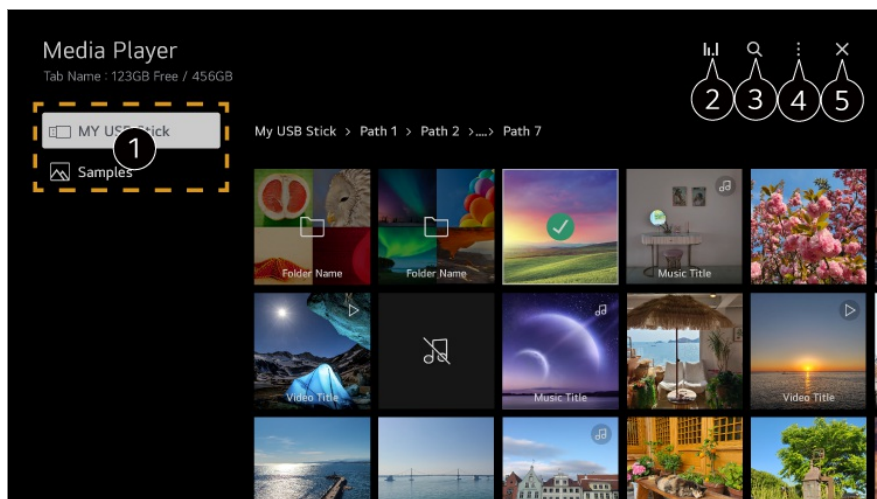 Media Player
Tab Name : 123GB Free / 456GB
2 3 4 5
MY USB Stick
1
Samples
My USB Stick > Path 1 > Path 2 >....> Path 7
Folder Name
Folder Name
Music Title
Video Title
Music Title
Video Title